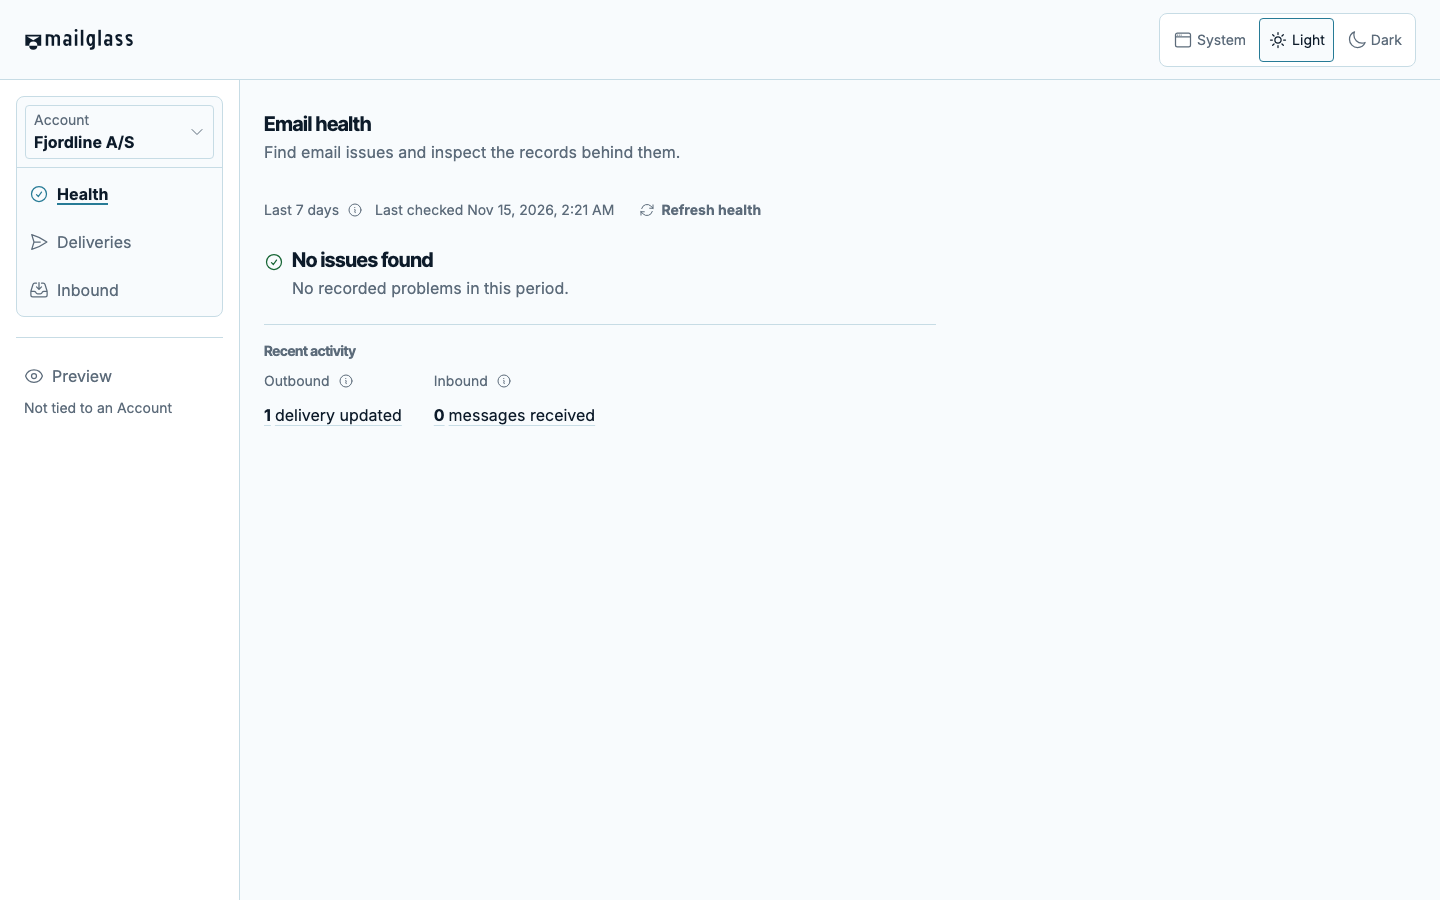 mailglass
System
Light
Dark
Account
Fjordline A/S
Health
Deliveries
Inbound
Preview
Not tied to an Account
Email health
Find email issues and inspect the records behind them.
Last 7 days Last checked Nov 15, 2026, 2:21 AM Refresh health
No issues found
No recorded problems in this period.
Recent activity
Outbound Inbound
1 delivery updated 0 messages received